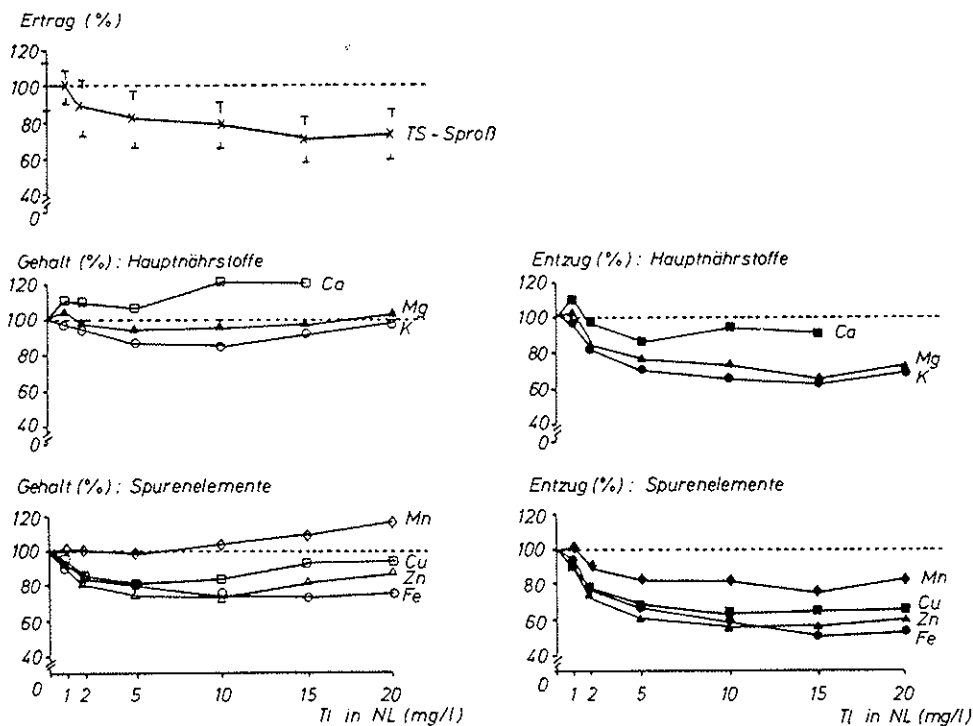 Ertrag (%)
120
100
80
60
40
0
TS - Sproß
Gehalt (%) : Hauptnährstoffe
120
100
80
60
40
0
Ca
Mg
K
Entzug (%) : Hauptnährstoffe
120
100
80
60
40
0
Ca
Mg
K
Gehalt (%) : Spurenelemente
120
100
80
60
40
0
Mn
Cu
Zn
Fe
1 2 5 10 15 20
Tl in NL (mg/l)
Entzug (%) : Spurenelemente
120
100
80
60
40
0
Mn
Cu
Zn
Fe
1 2 5 10 15 20
Tl in NL (mg/l)